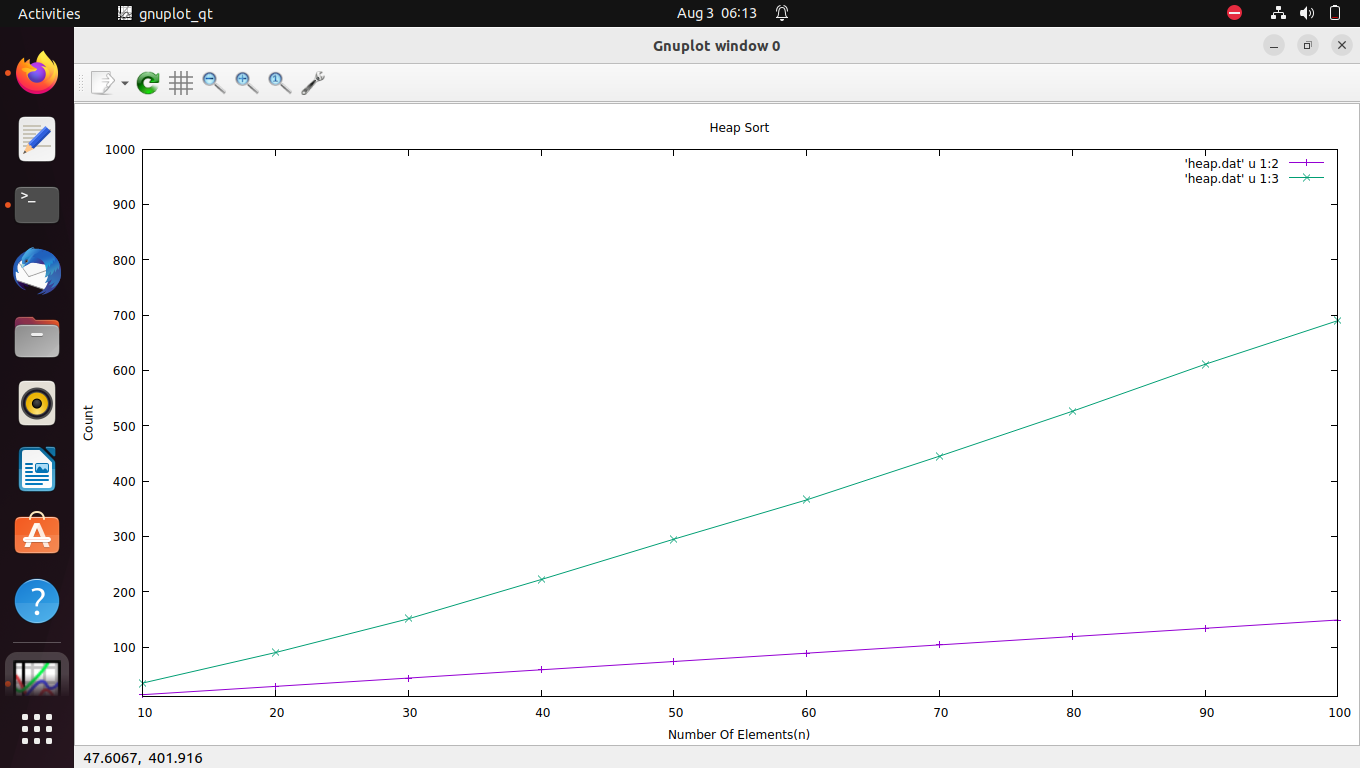 Activities gnuplot_qt Aug 3 06:13
Gnuplot window 0
1
Heap Sort
'heap.dat' u 1:2
'heap.dat' u 1:3
1000
900
800
700
600
500
400
300
200
100
Count
10 20 30 40 50 60 70 80 90 100
Number Of Elements(n)
47.6067, 401.916
>_
A
?